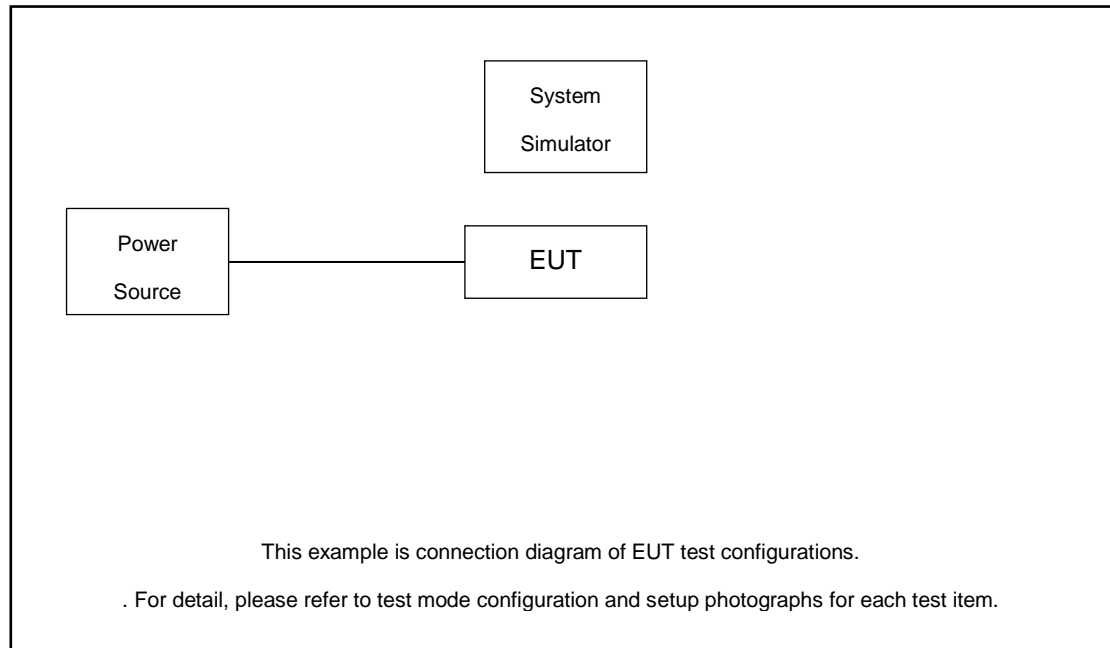 System
Simulator
Power
Source
EUT
This example is connection diagram of EUT test configurations.
. For detail, please refer to test mode configuration and setup photographs for each test item.